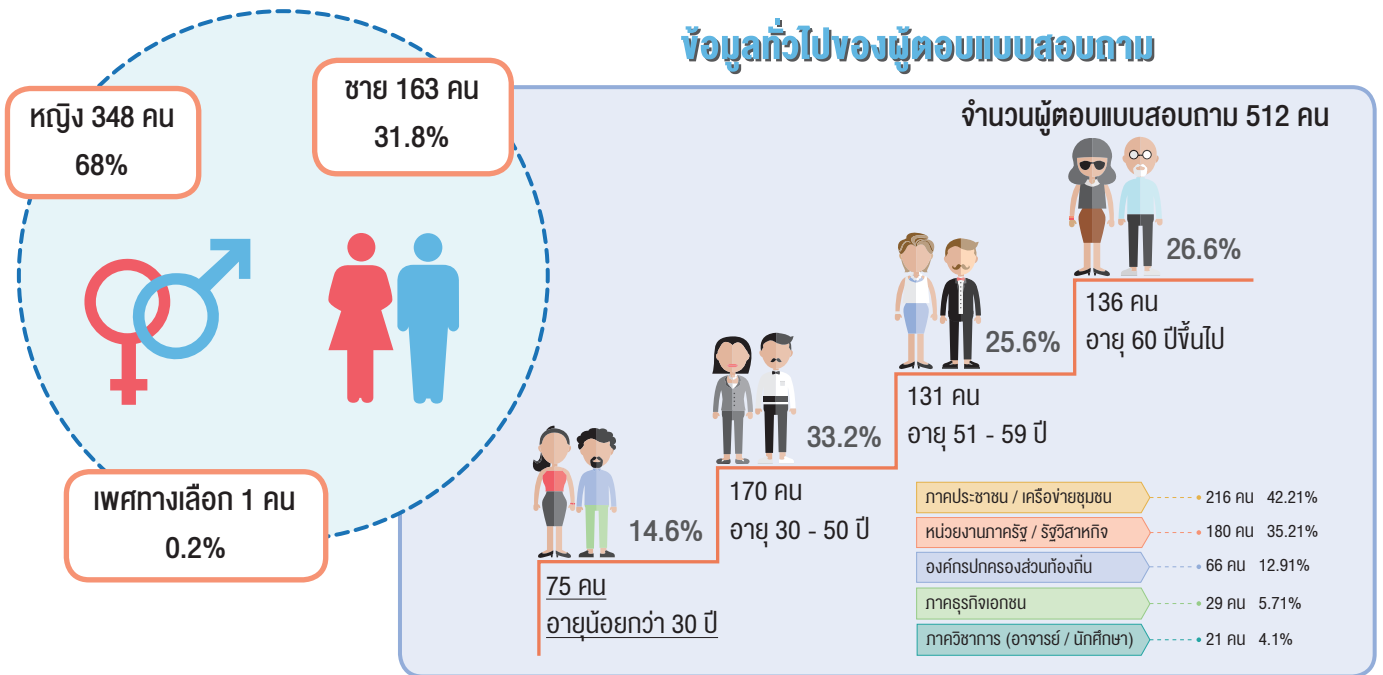 ข้อมูลทั่วไปของผู้ตอบแบบสอบถาม
หญิง 348 คน
68%
ชาย 163 คน
31.8%
เพศทางเลือก 1 คน
0.2%
จำนวนผู้ตอบแบบสอบถาม 512 คน
26.6%
136 คน
อายุ 60 ปีขึ้นไป
25.6%
131 คน
อายุ 51 - 59 ปี
33.2%
170 คน
อายุ 30 - 50 ปี
14.6%
75 คน
อายุน้อยกว่า 30 ปี
ภาคประชาชน / เครือข่ายชุมชน 216 คน 42.21%
หน่วยงานภาครัฐ / รัฐวิสาหกิจ 180 คน 35.21%
องค์กรปกครองส่วนท้องถิ่น 66 คน 12.91%
ภาคธุรกิจเอกชน 29 คน 5.71%
ภาควิชาการ (อาจารย์ / นักศึกษา) 21 คน 4.1%